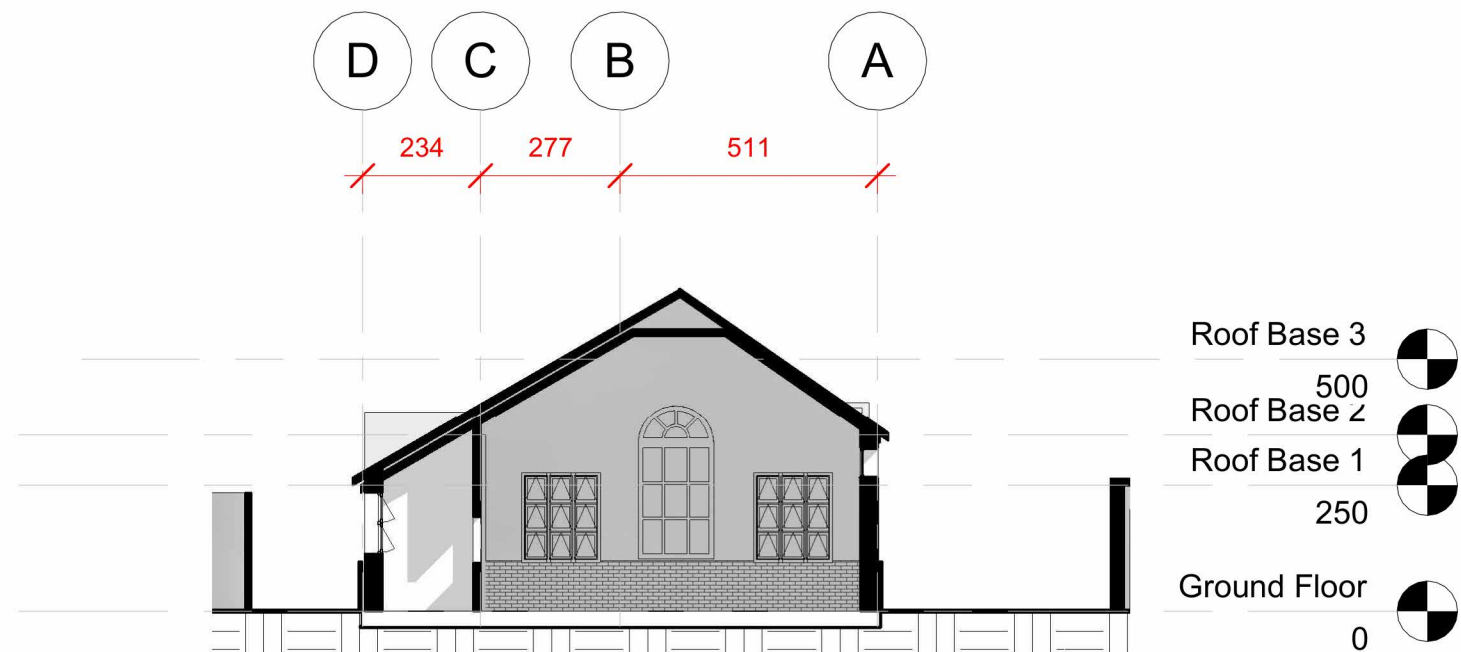 D C B A
234 277 511
Roof Base 3
500
Roof Base 2
Roof Base 1
250
Ground Floor
0